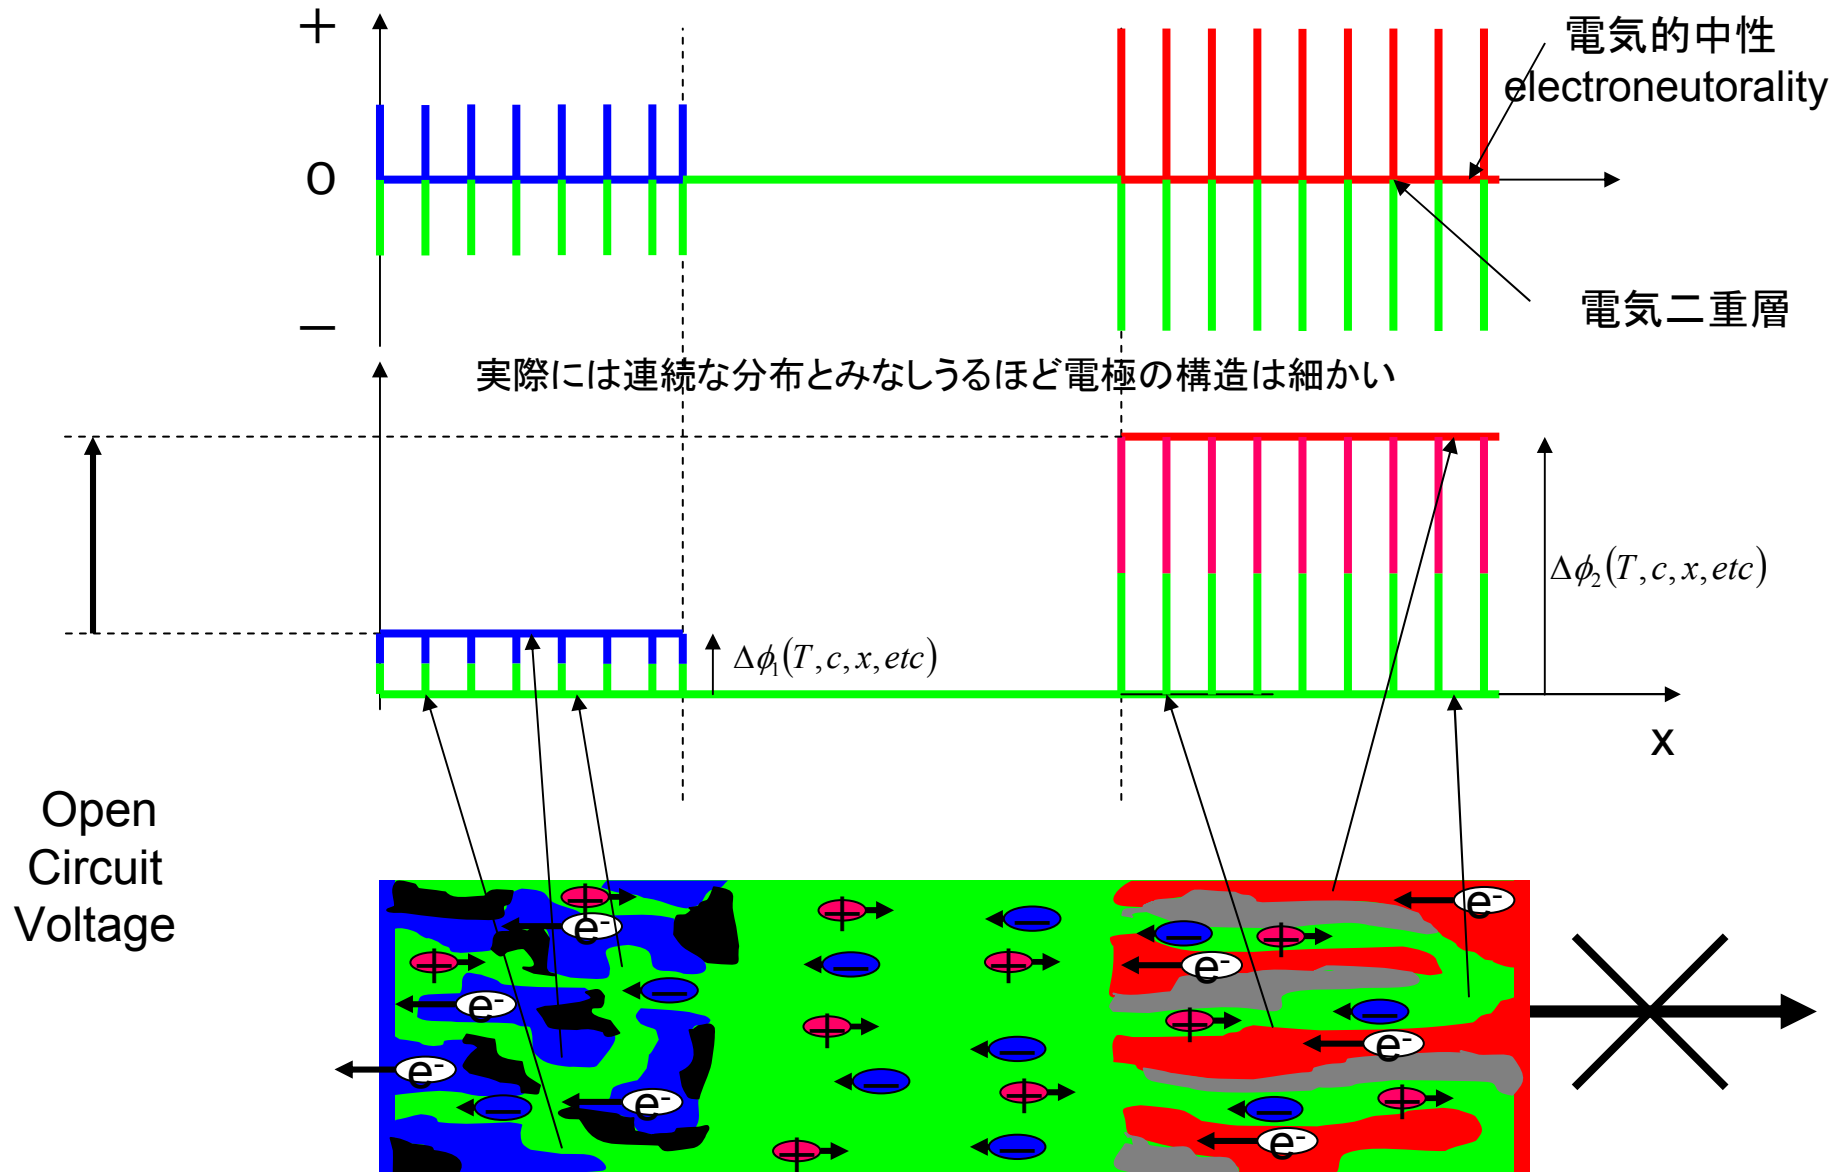 +
電気的中性
electroneutorality
0
電気二重層
−
実際には連続な分布とみなしうるほど電極の構造は細かい
Δϕ₂(T,c,x,etc)
Δϕ₁(T,c,x,etc)
x
Open
Circuit
Voltage
+
e-
e-
+
−
−
+
e-
+
−
+
e-
−
e-
−
+
+
−
e-
−
e-
−
+
+
−
e-
−
−
+
e-
+
−